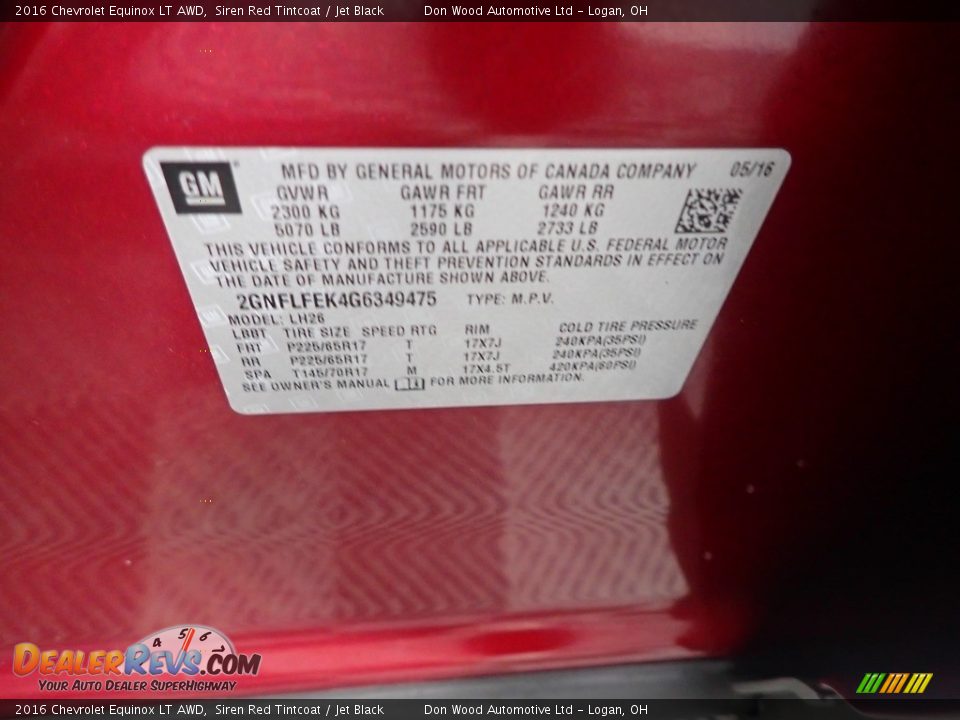 2016 Chevrolet Equinox LT AWD, Siren Red Tintcoat / Jet Black Don Wood Automotive Ltd - Logan, OH
GM MFD BY GENERAL MOTORS OF CANADA COMPANY 05/16
GVWR GAWR FRT GAWR RR
2300 KG 1175 KG 1240 KG
5070 LB 2590 LB 2733 LB
THIS VEHICLE CONFORMS TO ALL APPLICABLE U.S. FEDERAL MOTOR
VEHICLE SAFETY AND THEFT PREVENTION STANDARDS IN EFFECT ON
THE DATE OF MANUFACTURE SHOWN ABOVE.
2GNFLFEK4G6349475 TYPE: M.P.V.
MODEL: LH26
LBBT TIRE SIZE SPEED RTG RIM COLD TIRE PRESSURE
FRT P225/65R17 T 17X7J 240KPA(35PSI)
RR P225/65R17 T 17X7J 240KPA(35PSI)
SPA T145/70R17 M 17X4.5T 420KPA(60PSI)
SEE OWNER'S MANUAL FOR MORE INFORMATION.
4 5 6
DealerRevs.com
Your Auto Dealer SuperHighway
2016 Chevrolet Equinox LT AWD, Siren Red Tintcoat / Jet Black Don Wood Automotive Ltd - Logan, OH